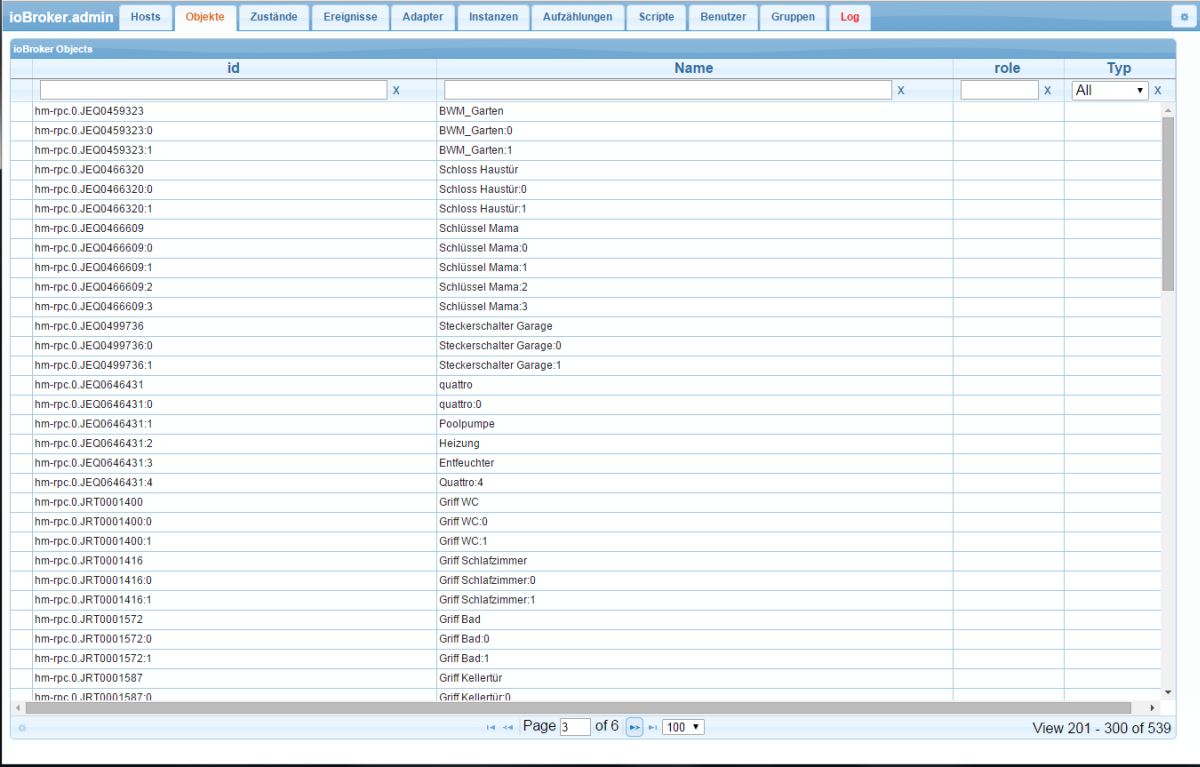 ioBroker.admin Hosts Objekte Zustände Ereignisse Adapter Instanzen Aufzählungen Scripte Benutzer Gruppen Log
ioBroker Objects
id Name role Typ
X X X All X
hm-rpc.0.JEQ0459323 BWM_Garten
hm-rpc.0.JEQ0459323:0 BWM_Garten:0
hm-rpc.0.JEQ0459323:1 BWM_Garten:1
hm-rpc.0.JEQ0466320 Schloss Haustür
hm-rpc.0.JEQ0466320:0 Schloss Haustür:0
hm-rpc.0.JEQ0466320:1 Schloss Haustür:1
hm-rpc.0.JEQ0466609 Schlüssel Mama
hm-rpc.0.JEQ0466609:0 Schlüssel Mama:0
hm-rpc.0.JEQ0466609:1 Schlüssel Mama:1
hm-rpc.0.JEQ0466609:2 Schlüssel Mama:2
hm-rpc.0.JEQ0466609:3 Schlüssel Mama:3
hm-rpc.0.JEQ0499736 Steckerschalter Garage
hm-rpc.0.JEQ0499736:0 Steckerschalter Garage:0
hm-rpc.0.JEQ0499736:1 Steckerschalter Garage:1
hm-rpc.0.JEQ0646431 quattro
hm-rpc.0.JEQ0646431:0 quattro:0
hm-rpc.0.JEQ0646431:1 Poolpumpe
hm-rpc.0.JEQ0646431:2 Heizung
hm-rpc.0.JEQ0646431:3 Entfeuchter
hm-rpc.0.JEQ0646431:4 Quattro:4
hm-rpc.0.JRT0001400 Griff WC
hm-rpc.0.JRT0001400:0 Griff WC:0
hm-rpc.0.JRT0001400:1 Griff WC:1
hm-rpc.0.JRT0001416 Griff Schlafzimmer
hm-rpc.0.JRT0001416:0 Griff Schlafzimmer:0
hm-rpc.0.JRT0001416:1 Griff Schlafzimmer:1
hm-rpc.0.JRT0001572 Griff Bad
hm-rpc.0.JRT0001572:0 Griff Bad:0
hm-rpc.0.JRT0001572:1 Griff Bad:1
hm-rpc.0.JRT0001587 Griff Kellertür
hm-rpc.0.JRT0001587:0 Griff Kellertür:0
Page 3 of 6 100 View 201 - 300 of 539